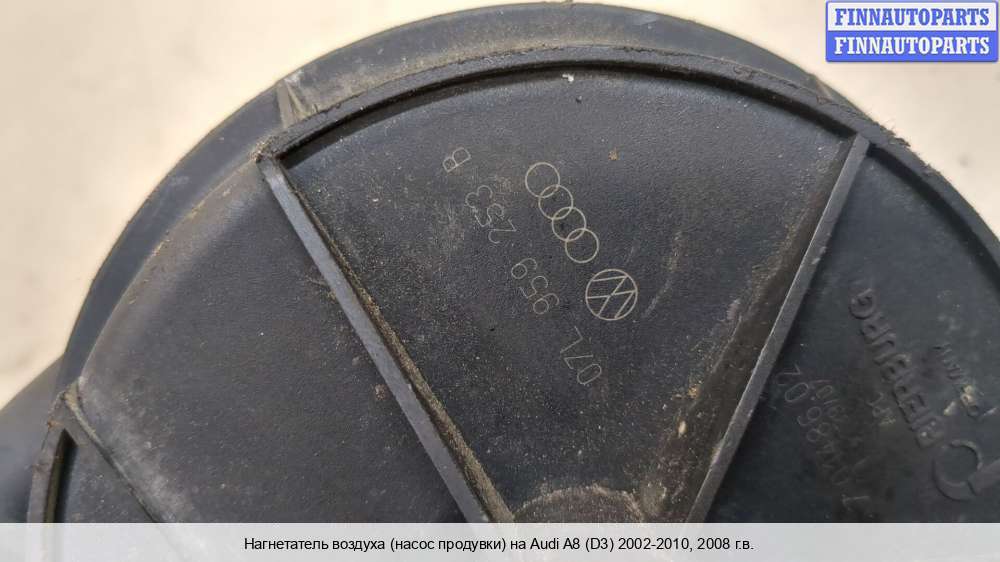 FINNAUTOPARTS
FINNAUTOPARTS
07L 959 253 B
PIERBURG
Нагнетатель воздуха (насос продувки) на Audi A8 (D3) 2002-2010, 2008 г.в.